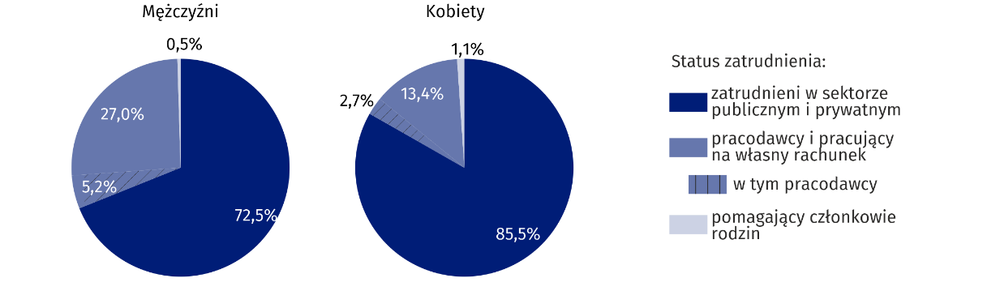 Mężczyźni
0,5%
27,0%
5,2%
72,5%
Kobiety
1,1%
13,4%
2,7%
85,5%
Status zatrudnienia:
zatrudnieni w sektorze
publicznym i prywatnym
pracodawcy i pracujący
na własny rachunek
w tym pracodawcy
pomagający członkowie
rodzin